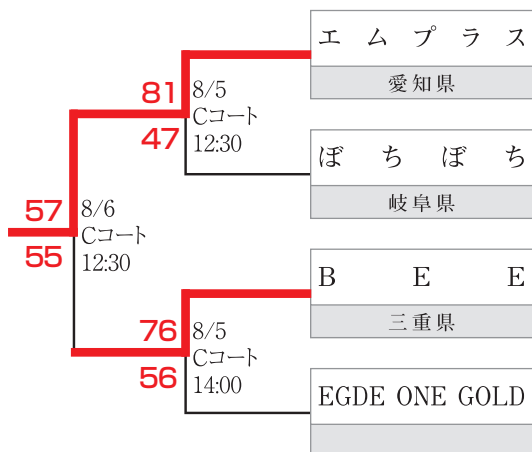 エムプラス
愛知県
81
8/5
Cコート
12:30
47
ぼちぼち
岐阜県
57
8/6
Cコート
12:30
55
BEE
三重県
76
8/5
Cコート
14:00
56
EGDE ONE GOLD